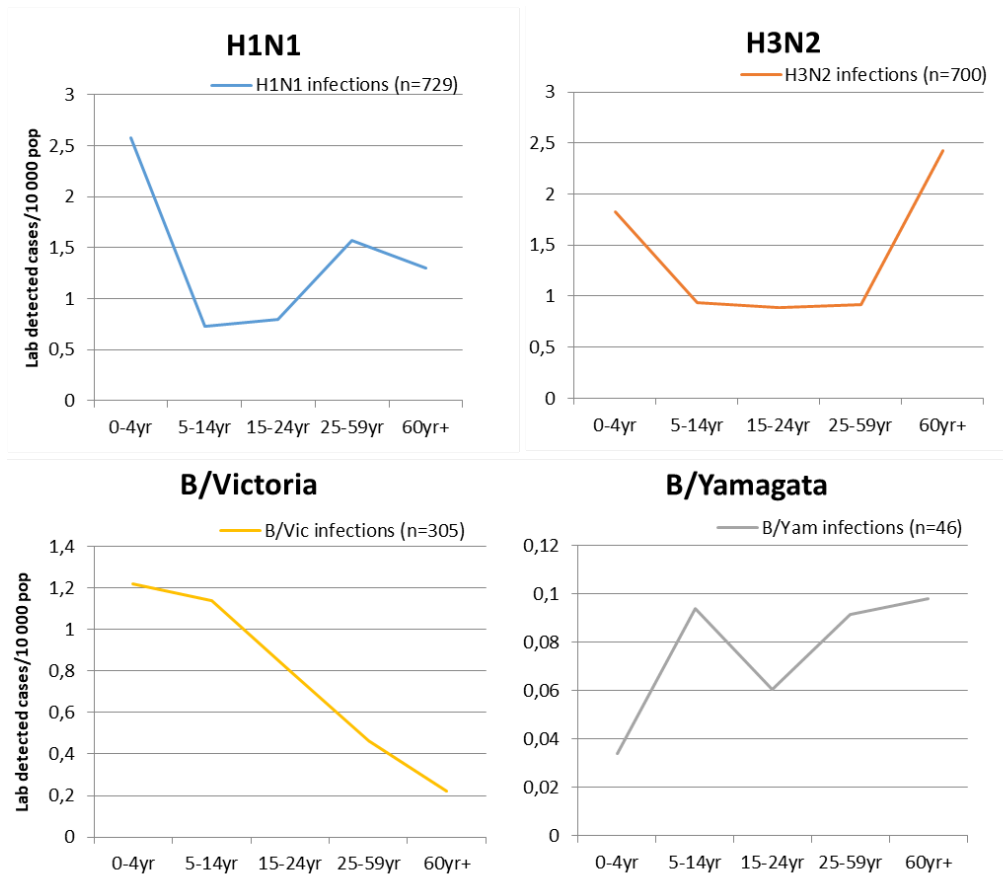 H1N1
H1N1 infections (n=729)
Lab detected cases/10 000 pop
3
2,5
2
1,5
1
0,5
0
0-4yr 5-14yr 15-24yr 25-59yr 60yr+
H3N2
H3N2 infections (n=700)
3
2,5
2
1,5
1
0,5
0
0-4yr 5-14yr 15-24yr 25-59yr 60yr+
B/Victoria
B/Vic infections (n=305)
Lab detected cases/10 000 pop
1,4
1,2
1
0,8
0,6
0,4
0,2
0
0-4yr 5-14yr 15-24yr 25-59yr 60yr+
B/Yamagata
B/Yam infections (n=46)
0,12
0,1
0,08
0,06
0,04
0,02
0
0-4yr 5-14yr 15-24yr 25-59yr 60yr+